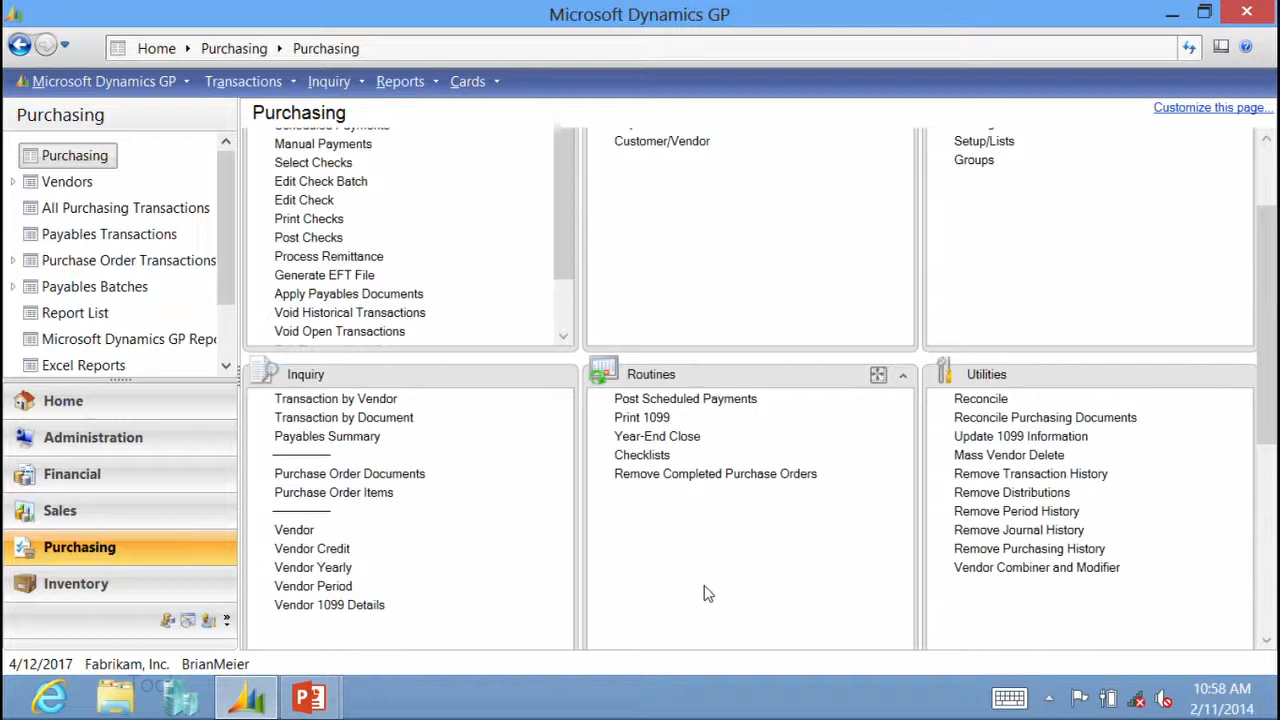 Microsoft Dynamics GP
Home Purchasing Purchasing
Microsoft Dynamics GP Transactions Inquiry Reports Cards
Purchasing
Purchasing
Vendors
All Purchasing Transactions
Payables Transactions
Purchase Order Transactions
Payables Batches
Report List
Microsoft Dynamics GP Repo
Excel Reports
Home
Administration
Financial
Sales
Purchasing
Inventory
Purchasing
Customize this page...
Scheduled Payments
Manual Payments
Select Checks
Edit Check Batch
Edit Check
Print Checks
Post Checks
Process Remittance
Generate EFT File
Apply Payables Documents
Void Historical Transactions
Void Open Transactions
Customer/Vendor
Setup/Lists
Groups
Inquiry
Transaction by Vendor
Transaction by Document
Payables Summary
Purchase Order Documents
Purchase Order Items
Vendor
Vendor Credit
Vendor Yearly
Vendor Period
Vendor 1099 Details
Routines
Post Scheduled Payments
Print 1099
Year-End Close
Checklists
Remove Completed Purchase Orders
Utilities
Reconcile
Reconcile Purchasing Documents
Update 1099 Information
Mass Vendor Delete
Remove Transaction History
Remove Distributions
Remove Period History
Remove Journal History
Remove Purchasing History
Vendor Combiner and Modifier
4/12/2017 Fabrikam, Inc. BrianMeier
10:58 AM
2/11/2014